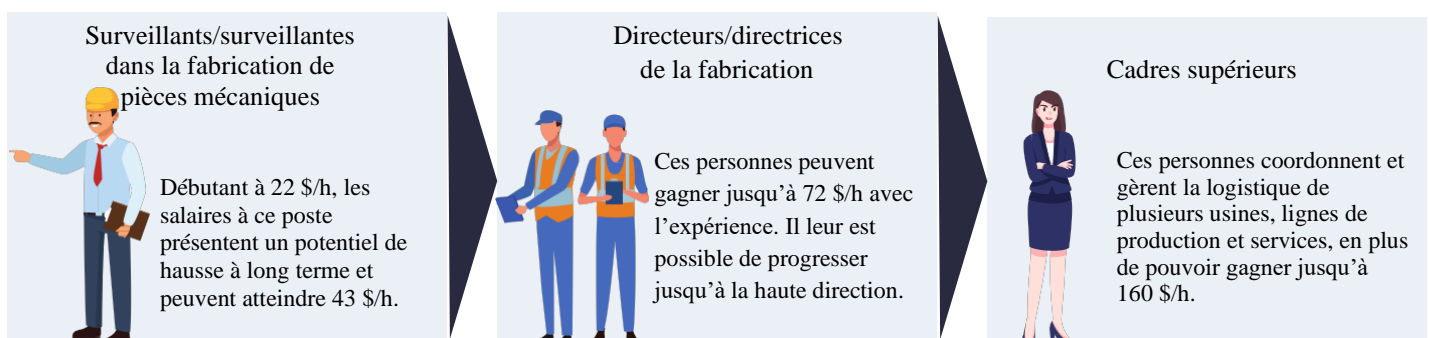 Surveillants/surveillantes
dans la fabrication de
pièces mécaniques
Débutant à 22 $/h, les
salaires à ce poste
présentent un potentiel de
hausse à long terme et
peuvent atteindre 43 $/h.
Directeurs/directrices
de la fabrication
Ces personnes peuvent
gagner jusqu’à 72 $/h avec
l’expérience. Il leur est
possible de progresser
jusqu’à la haute direction.
Cadres supérieurs
Ces personnes coordonnent et
gèrent la logistique de
plusieurs usines, lignes de
production et services, en plus
de pouvoir gagner jusqu’à
160 $/h.